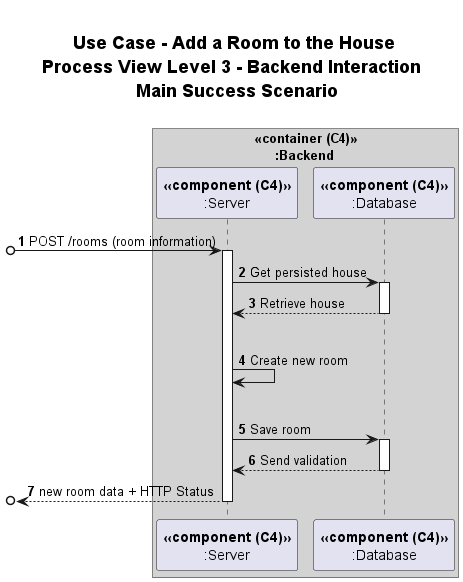 Use Case - Add a Room to the House
Process View Level 3 - Backend Interaction
Main Success Scenario
«container (C4)»
:Backend
«component (C4)»
:Server
«component (C4)»
:Database
1 POST /rooms (room information)
2 Get persisted house
3 Retrieve house
4 Create new room
5 Save room
6 Send validation
7 new room data + HTTP Status
«component (C4)»
:Server
«component (C4)»
:Database